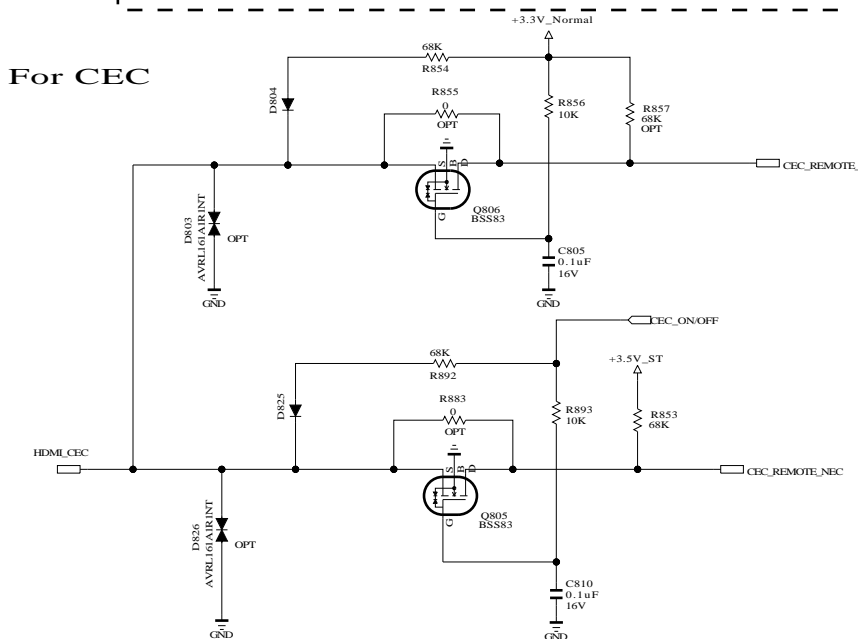 +3.3V_Normal
For CEC
68K
R854
D804
R855
0
OPT
R856
10K
R857
68K
OPT
S
B
D
CEC_REMOTE_
G
Q806
BSS83
D803
AVRL161A1R1NT
OPT
C805
0.1uF
16V
GND
GND
CEC_ON/OFF
68K
R892
+3.5V_ST
D825
R883
0
OPT
R893
10K
R853
68K
HDMI_CEC
S
B
D
CEC_REMOTE_NEC
G
Q805
BSS83
D826
AVRL161A1R1NT
OPT
C810
0.1uF
16V
GND
GND